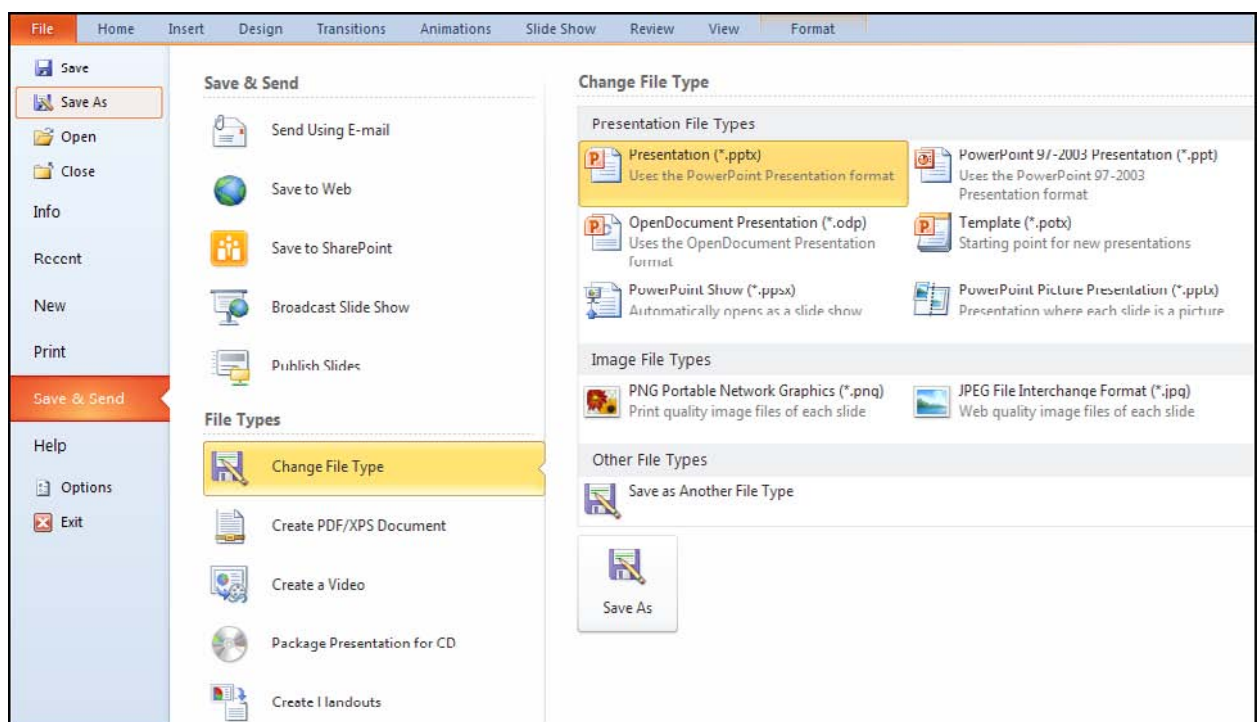 File Home Insert Design Transitions Animations Slide Show Review View Format
Save
Save As
Open
Close
Info
Recent
New
Print
Save & Send
Help
Options
Exit
Save & Send
Send Using E-mail
Save to Web
Save to SharePoint
Broadcast Slide Show
Publish Slides
File Types
Change File Type
Create PDF/XPS Document
Create a Video
Package Presentation for CD
Create Handouts
Change File Type
Presentation File Types
Presentation (*.pptx)
Uses the PowerPoint Presentation format
PowerPoint 97-2003 Presentation (*.ppt)
Uses the PowerPoint 97-2003
Presentation format
OpenDocument Presentation (*.odp)
Uses the OpenDocument Presentation
format
Template (*.potx)
Starting point for new presentations
PowerPoint Show (*.ppsx)
Automatically opens as a slide show
PowerPoint Picture Presentation (*.pptx)
Presentation where each slide is a picture
Image File Types
PNG Portable Network Graphics (*.png)
Print quality image files of each slide
JPEG File Interchange Format (*.jpg)
Web quality image files of each slide
Other File Types
Save as Another File Type
Save As